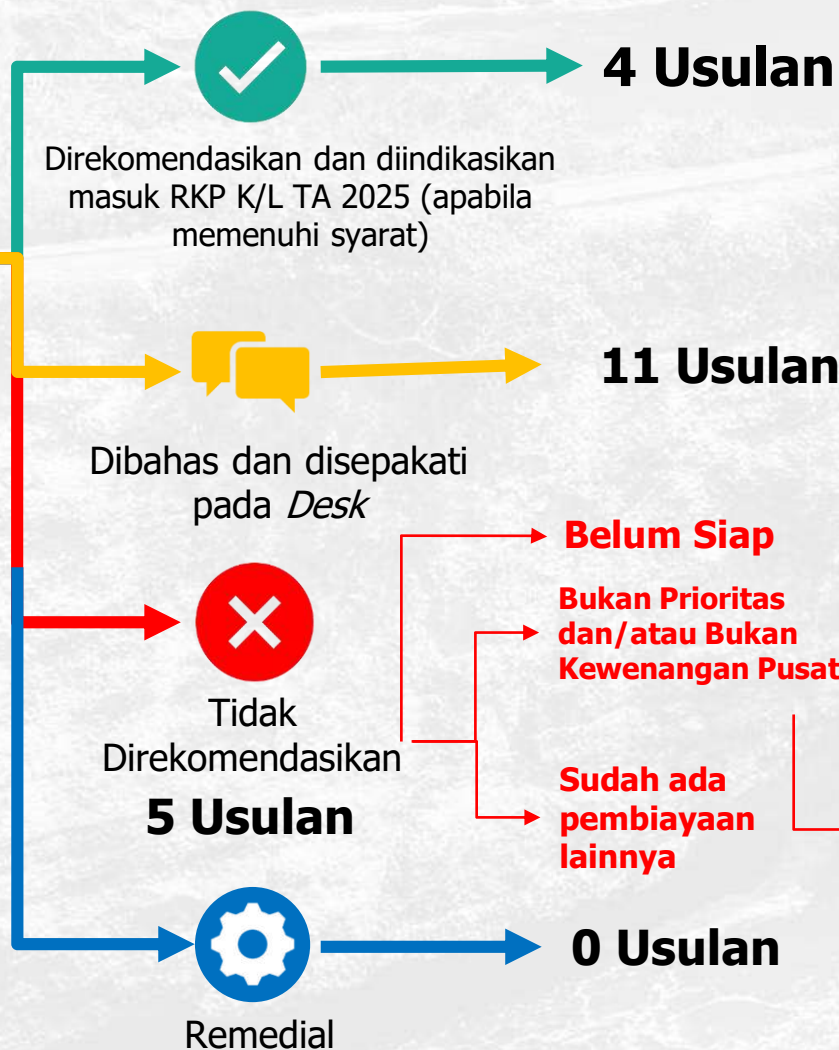 4 Usulan
Direkomendasikan dan diindikasikan
masuk RKP K/L TA 2025 (apabila
memenuhi syarat)
11 Usulan
Dibahas dan disepakati
pada Desk
Belum Siap
Bukan Prioritas
dan/atau Bukan
Kewenangan Pusat
Tidak
Direkomendasikan
5 Usulan
Sudah ada
pembiayaan
lainnya
0 Usulan
Remedial